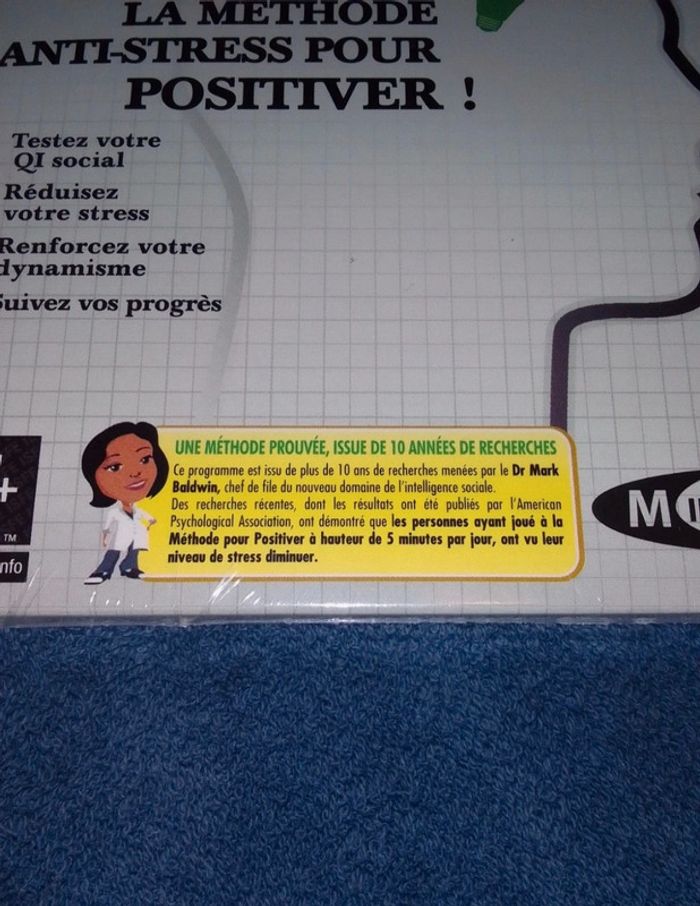 LA MÉTHODE
ANTI-STRESS POUR
POSITIVER !
Testez votre
QI social
Réduisez
votre stress
Renforcez votre
dynamisme
Suivez vos progrès
UNE MÉTHODE PROUVÉE, ISSUE DE 10 ANNÉES DE RECHERCHES
Ce programme est issu de plus de 10 ans de recherches menées par le Dr Mark
Baldwin, chef de file du nouveau domaine de l'intelligence sociale.
Des recherches récentes, dont les résultats ont été publiés par l'American
Psychological Association, ont démontré que les personnes ayant joué à la
Méthode pour Positiver à hauteur de 5 minutes par jour, ont vu leur
niveau de stress diminuer.
+
TM
nfo
M